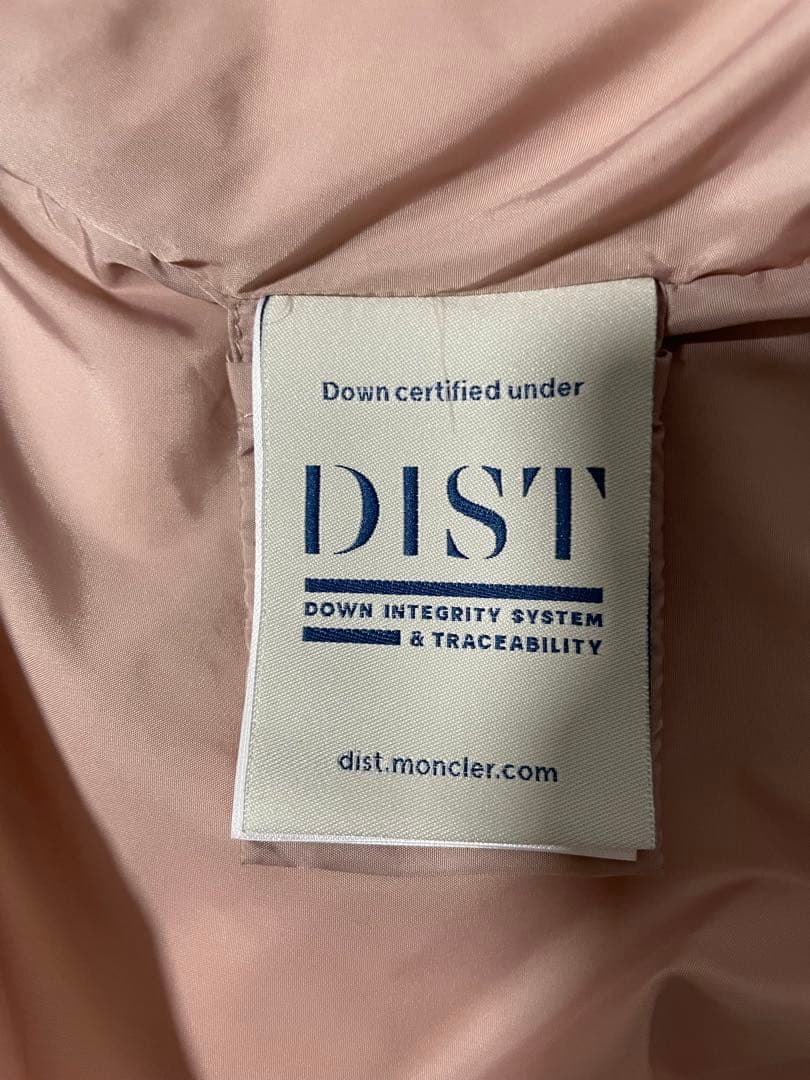 Down certified under
DIST
DOWN INTEGRITY SYSTEM
& TRACEABILITY
dist.moncler.com